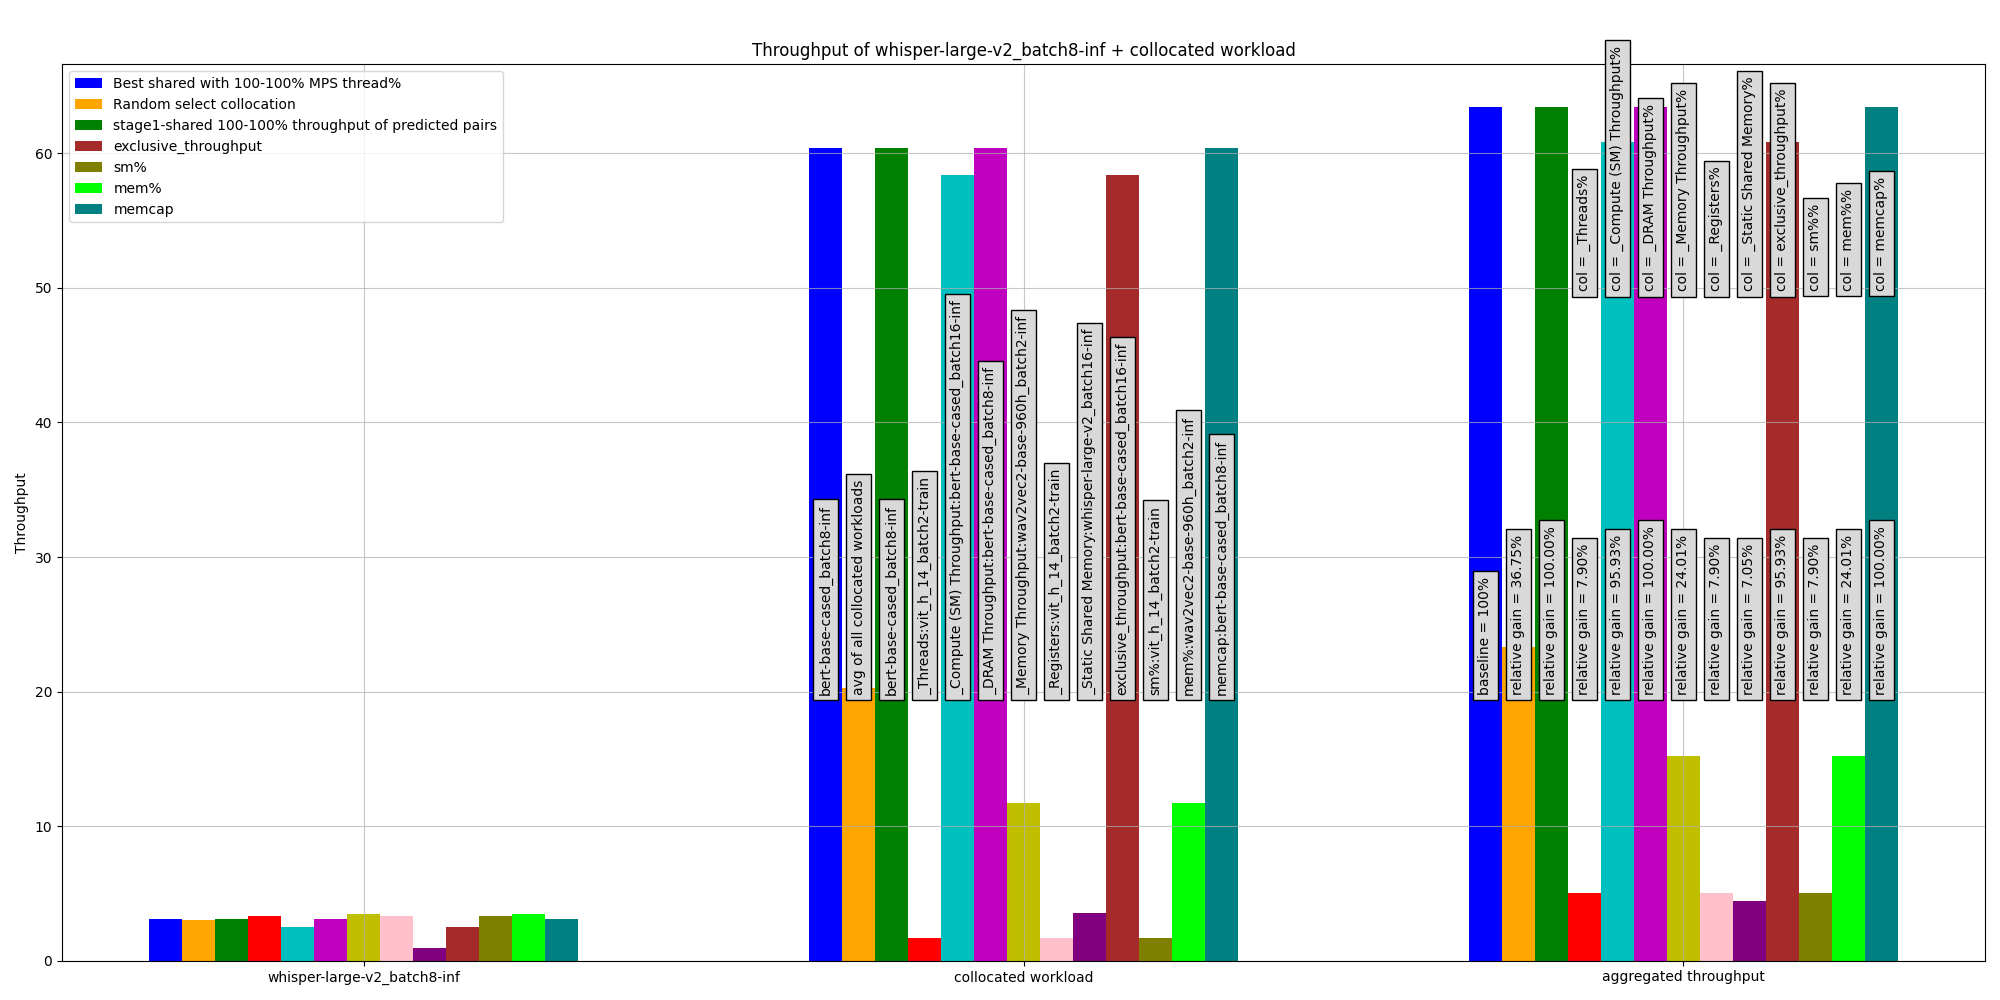 Throughput of whisper-large-v2_batch8-inf + collocated workload
Best shared with 100-100% MPS thread%
Random select collocation
stage1-shared 100-100% throughput of predicted pairs
exclusive_throughput
sm%
mem%
memcap
Throughput
60
50
40
30
20
10
0
bert-base-cased_batch8-inf
avg of all collocated workloads
bert-base-cased_batch8-inf
_Threads:vit_h_14_batch2-train
_Compute (SM) Throughput:bert-base-cased_batch16-inf
_DRAM Throughput:bert-base-cased_batch8-inf
_Memory Throughput:wav2vec2-base-960h_batch2-inf
_Registers:vit_h_14_batch2-train
_Static Shared Memory:whisper-large-v2_batch16-inf
exclusive_throughput:bert-base-cased_batch16-inf
sm%:vit_h_14_batch2-train
mem%:wav2vec2-base-960h_batch2-inf
memcap:bert-base-cased_batch8-inf
col = _Threads%
col = _Compute (SM) Throughput%
col = _DRAM Throughput%
col = _Memory Throughput%
col = _Registers%
col = _Static Shared Memory%
col = exclusive_throughput%
col = sm%%
col = mem%%
col = memcap%
baseline = 100%
relative gain = 36.75%
relative gain = 100.00%
relative gain = 7.90%
relative gain = 95.93%
relative gain = 100.00%
relative gain = 24.01%
relative gain = 7.90%
relative gain = 7.05%
relative gain = 95.93%
relative gain = 7.90%
relative gain = 24.01%
relative gain = 100.00%
whisper-large-v2_batch8-inf
collocated workload
aggregated throughput